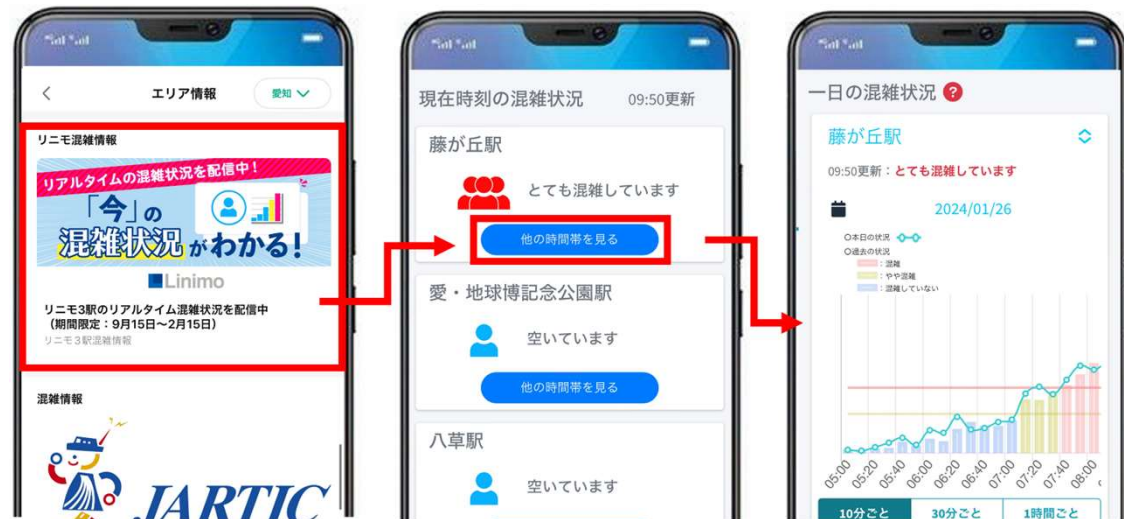 エリア情報
愛知
リニモ混雑情報
リアルタイムの混雑状況を配信中！
「今」の
混雑状況がわかる！
Linimo
リニモ3駅のリアルタイム混雑状況を配信中
（期間限定：9月15日～2月15日）
リニモ3駅混雑情報
混雑情報
JARTIC
現在時刻の混雑状況
09:50更新
藤が丘駅
とても混雑しています
他の時間帯を見る
愛・地球博記念公園駅
空いています
他の時間帯を見る
八草駅
空いています
一日の混雑状況 ?
藤が丘駅
09:50更新：とても混雑しています
2024/01/26
○本日の状況
○過去の状況
：混雑
：やや混雑
：混雑していない
05:00 05:20 05:40 06:00 06:20 06:40 07:00 07:20 07:40 08:00
10分ごと 30分ごと 1時間ごと